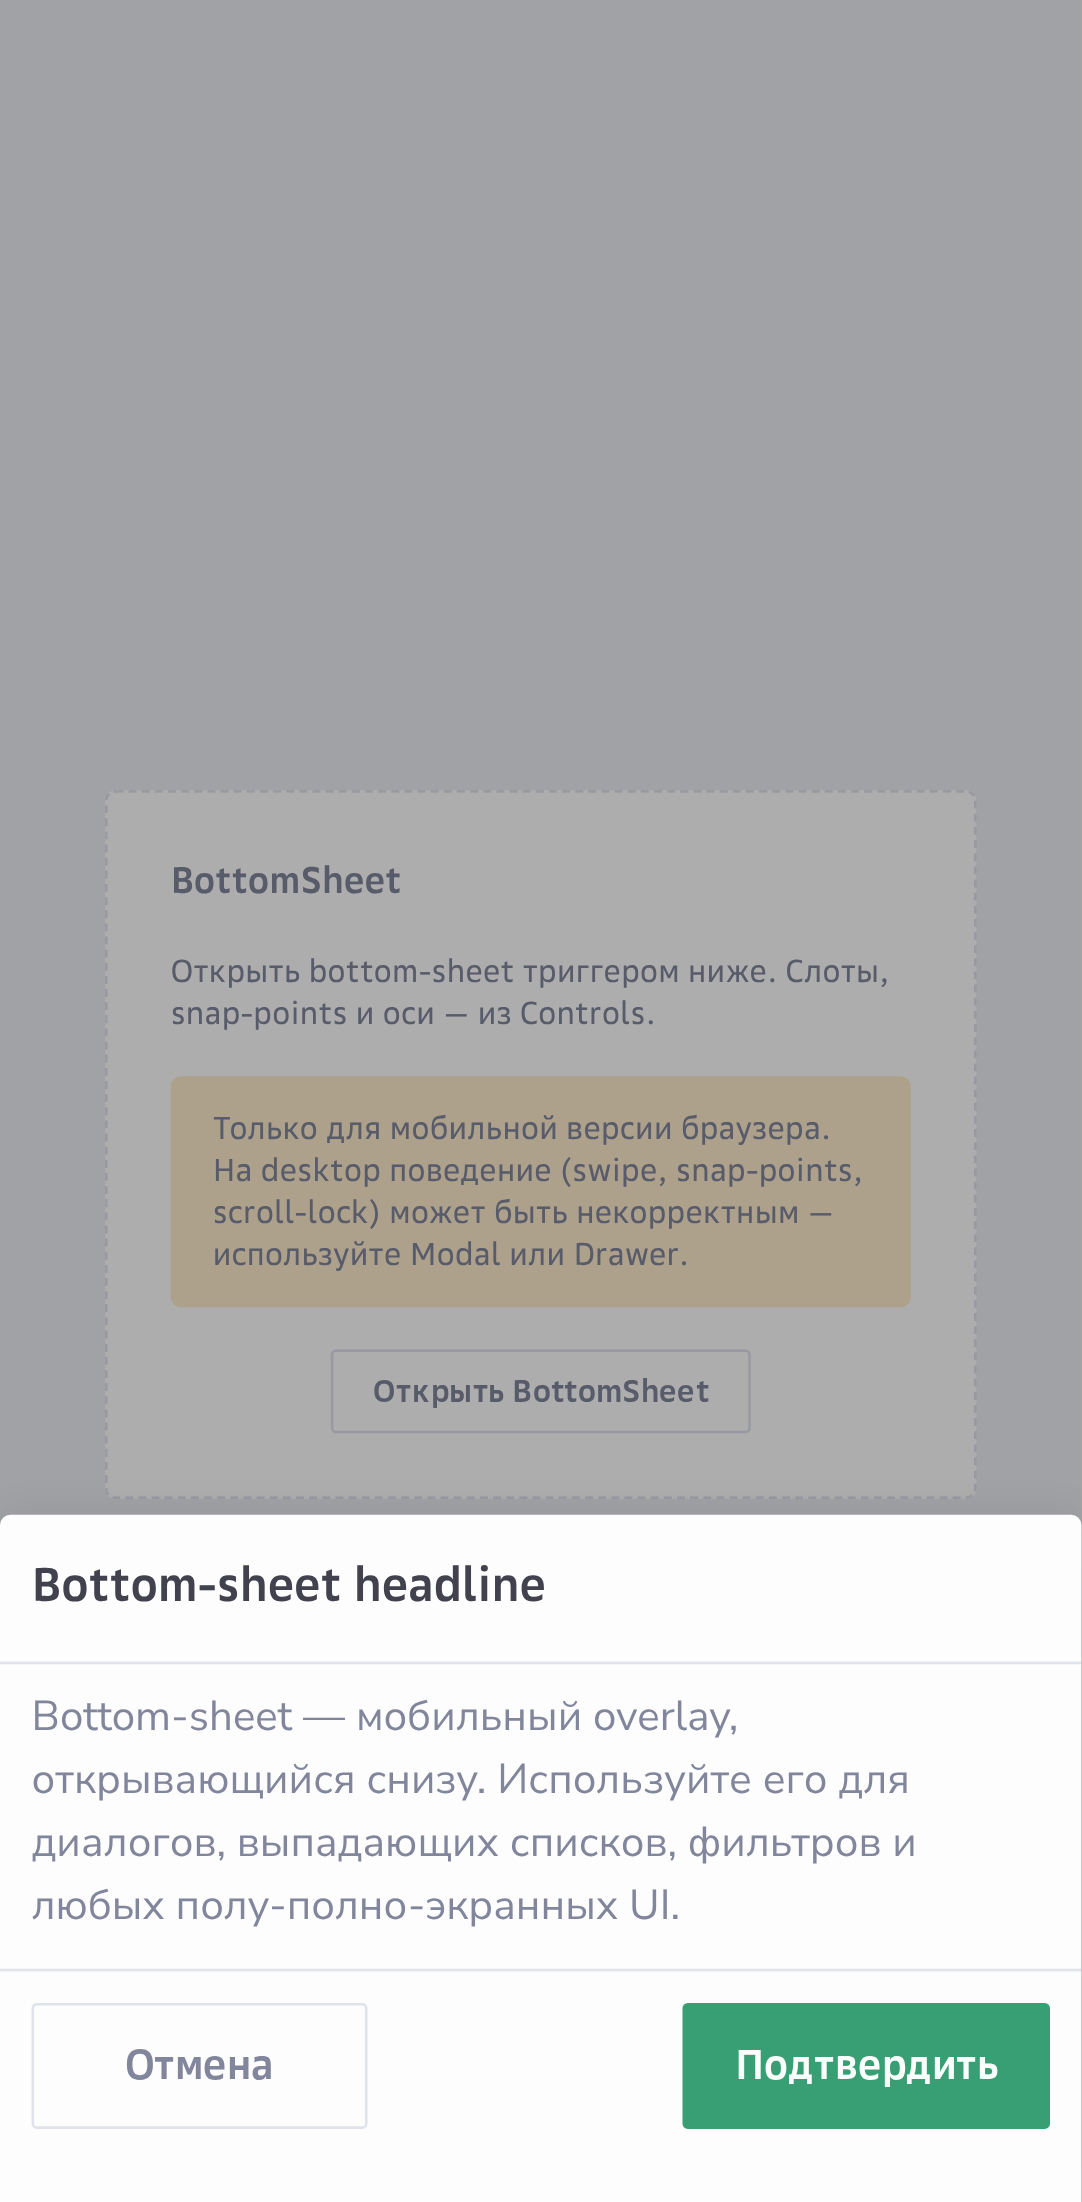 BottomSheet
Открыть bottom-sheet триггером ниже. Слоты,
snap-points и оси — из Controls.
Только для мобильной версии браузера.
На desktop поведение (swipe, snap-points,
scroll-lock) может быть некорректным —
используйте Modal или Drawer.
Открыть BottomSheet
Bottom-sheet headline
Bottom-sheet — мобильный overlay,
открывающийся снизу. Используйте его для
диалогов, выпадающих списков, фильтров и
любых полу-полно-экранных UI.
Отмена
Подтвердить